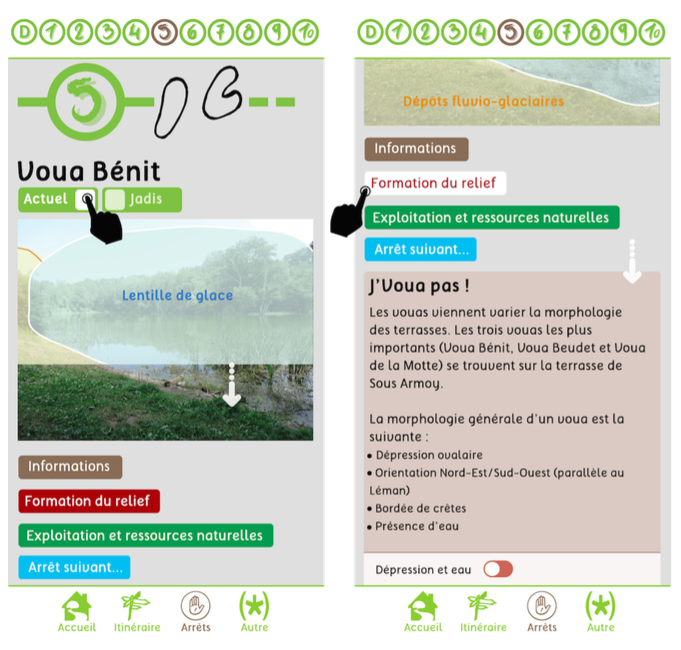 D 1 2 3 4 5 6 7 8 9 10
5
Voua Bénit
Actuel Jadis
Lentille de glace
Informations
Formation du relief
Exploitation et ressources naturelles
Arrêt suivant...
Accueil Itinéraire Arrêts Autre
D 1 2 3 4 5 6 7 8 9 10
Dépôts fluvio-glaciaires
Informations
Formation du relief
Exploitation et ressources naturelles
Arrêt suivant...
J'Voua pas !
Les vouas viennent varier la morphologie
des terrasses. Les trois vouas les plus
importants (Voua Bénit, Voua Beudet et Voua
de la Motte) se trouvent sur la terrasse de
Sous Armoy.
La morphologie générale d'un voua est la
suivante :
• Dépression ovalaire
• Orientation Nord-Est/Sud-Ouest (parallèle au
Léman)
• Bordée de crêtes
• Présence d'eau
Dépression et eau
Accueil Itinéraire Arrêts Autre